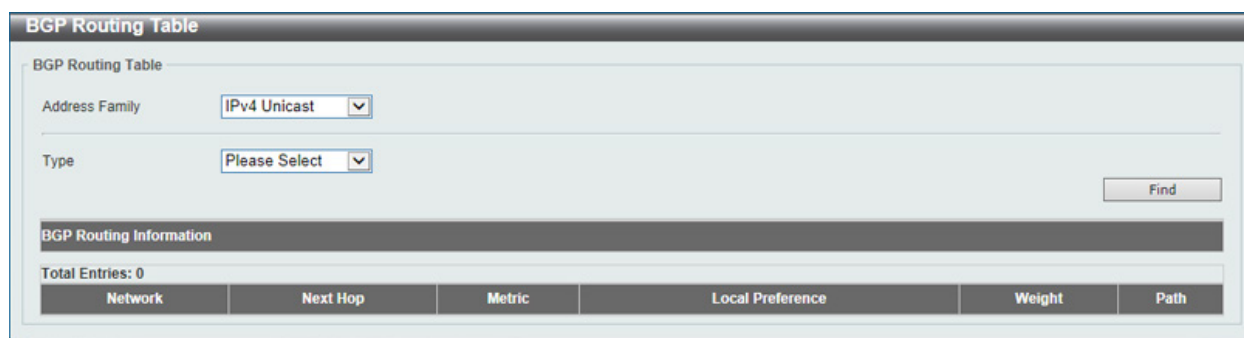 BGP Routing Table
BGP Routing Table
Address Family IPv4 Unicast
Type Please Select
Find
BGP Routing Information
Total Entries: 0
Network Next Hop Metric Local Preference Weight Path